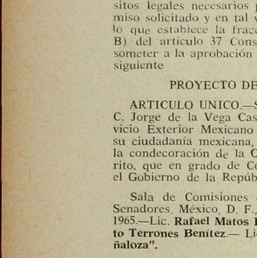 sitos legales necesarios p
miso solicitado y en tal v
lo que establece la fracc
B) del artículo 37 Cons
someter a la aprobación
siguiente
PROYECTO DE
ARTICULO UNICO.—S
C. Jorge de la Vega Cas
vicio Exterior Mexicano
su ciudadanía mexicana,
la condecoración de la O
rito, que en grado de Co
el Gobierno de la Repúb
Sala de Comisiones d
Senadores, México, D. F.,
1965.—Lic. Rafael Matos E
to Terrones Benítez.— Li
ñaloza".